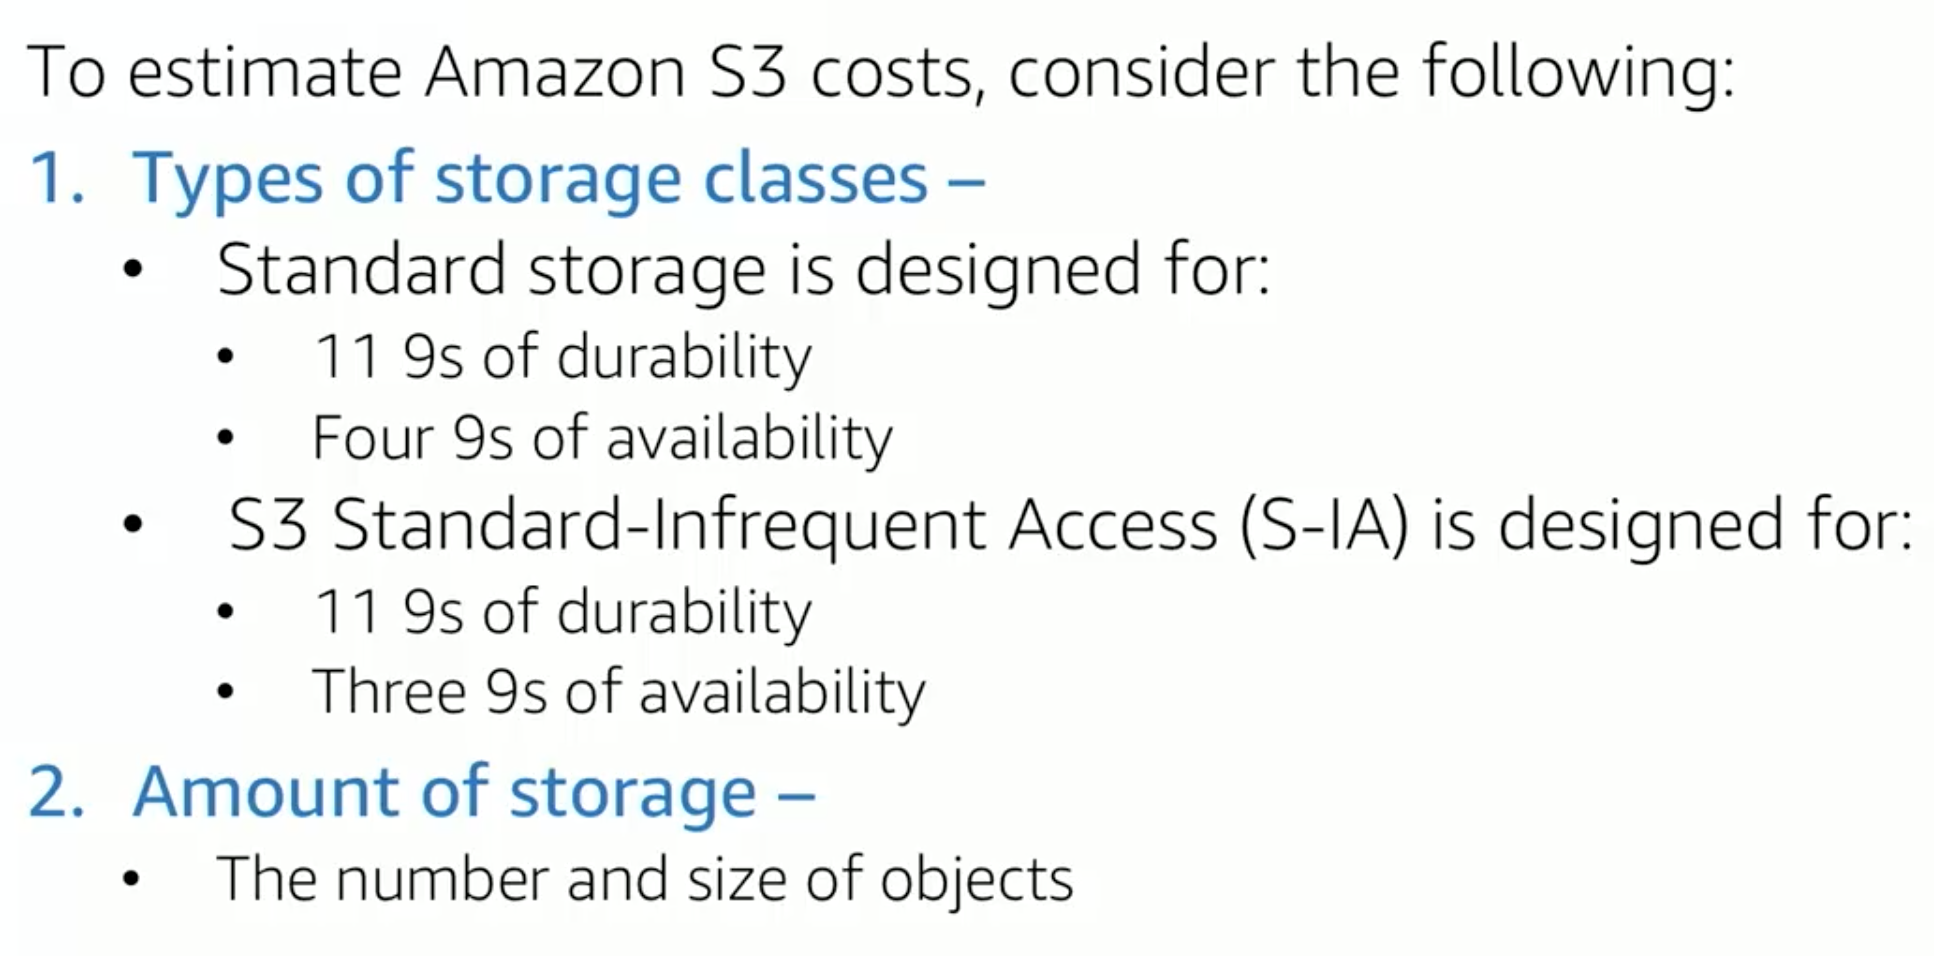 To estimate Amazon S3 costs, consider the following:
1. Types of storage classes –
• Standard storage is designed for:
• 11 9s of durability
• Four 9s of availability
• S3 Standard-Infrequent Access (S-IA) is designed for:
• 11 9s of durability
• Three 9s of availability
2. Amount of storage –
• The number and size of objects